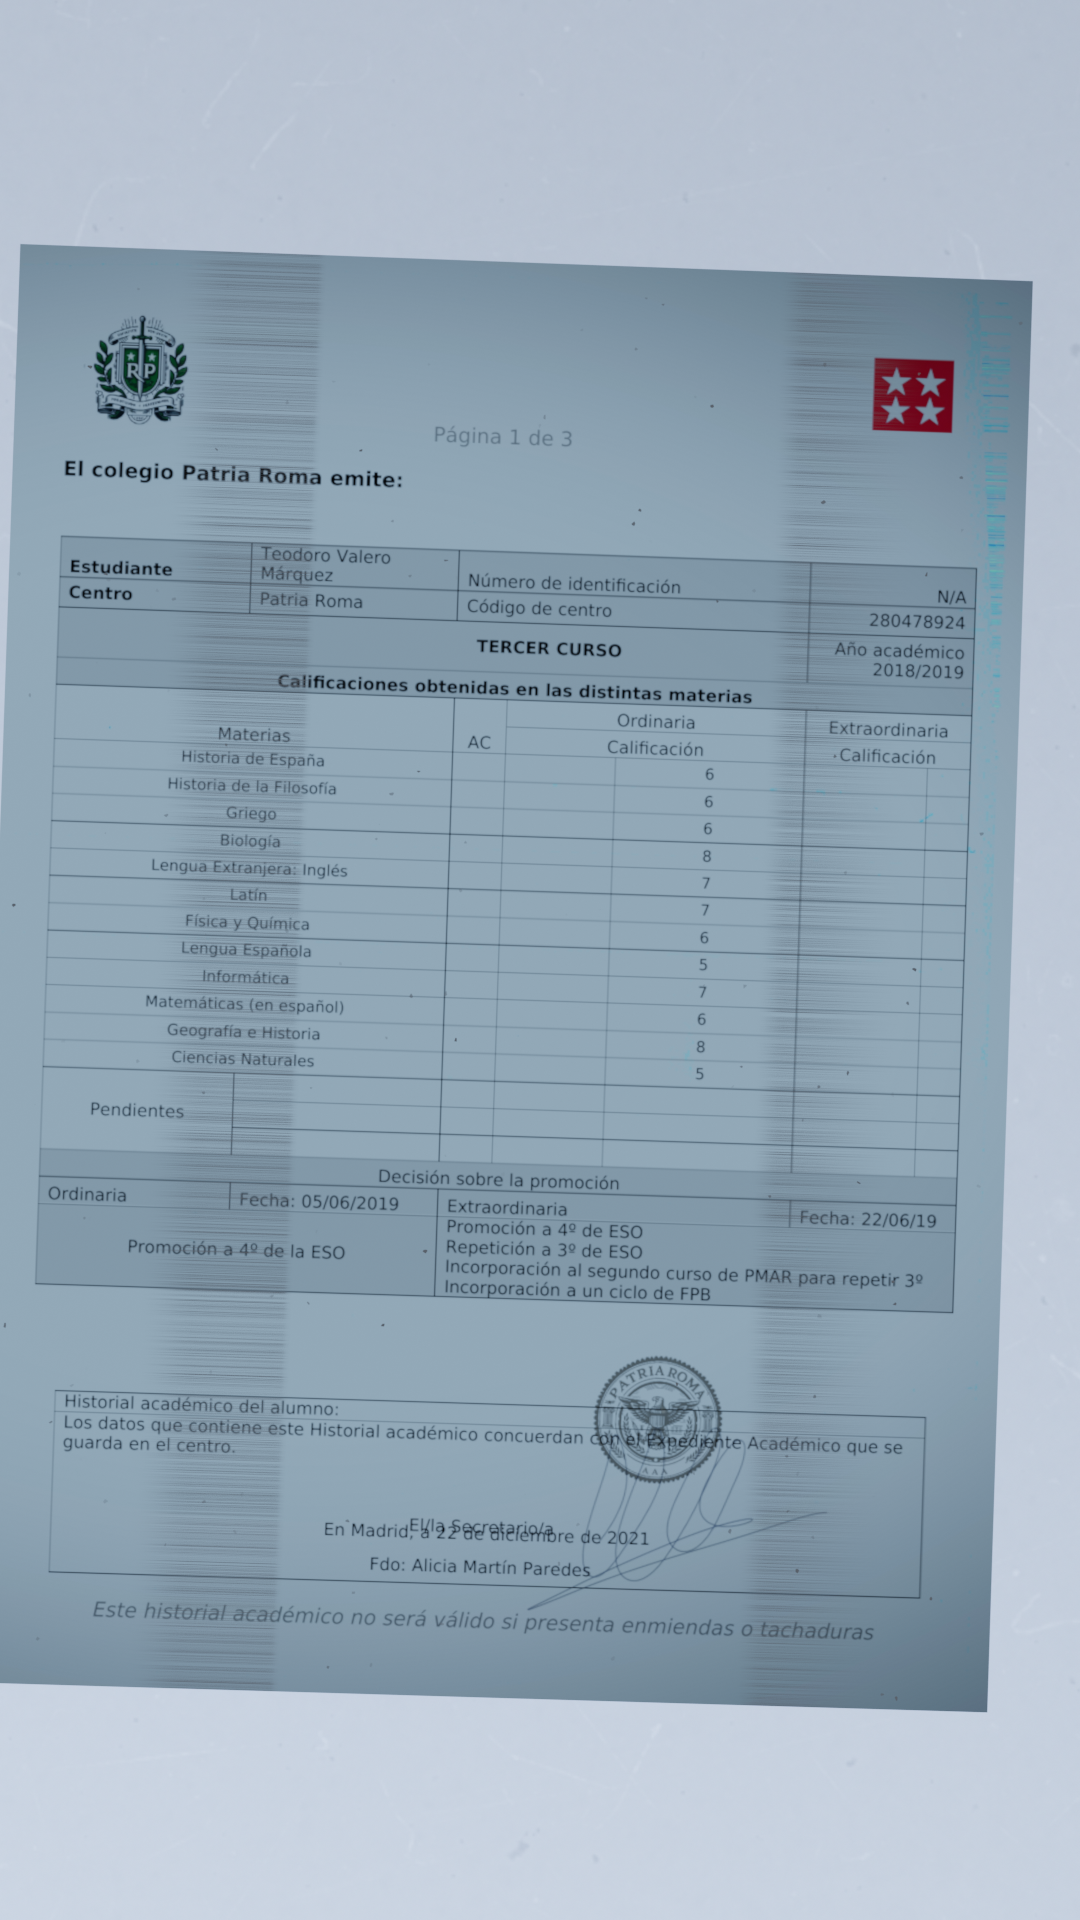 RP
Página 1 de 3
El colegio Patria Roma emite:
Estudiante Teodoro Valero Márquez Número de identificación N/A
Centro Patria Roma Código de centro 280478924
TERCER CURSO Año académico 2018/2019
Calificaciones obtenidas en las distintas materias
Materias AC Ordinaria Extraordinaria
Calificación Calificación
Historia de España 6
Historia de la Filosofía 6
Griego 6
Biología 8
Lengua Extranjera: Inglés 7
Latín 7
Física y Química 6
Lengua Española 5
Informática 7
Matemáticas (en español) 6
Geografía e Historia 8
Ciencias Naturales 5
Pendientes
Decisión sobre la promoción
Ordinaria Fecha: 05/06/2019 Extraordinaria Fecha: 22/06/19
Promoción a 4º de la ESO
Promoción a 4º de ESO
Repetición a 3º de ESO
Incorporación al segundo curso de PMAR para repetir 3º
Incorporación a un ciclo de FPB
PATRIA ROMA
AAA
Historial académico del alumno:
Los datos que contiene este Historial académico concuerdan con el Expediente Académico que se
guarda en el centro.
El/la Secretario/a
En Madrid, a 22 de diciembre de 2021
Fdo: Alicia Martín Paredes
Este historial académico no será válido si presenta enmiendas o tachaduras